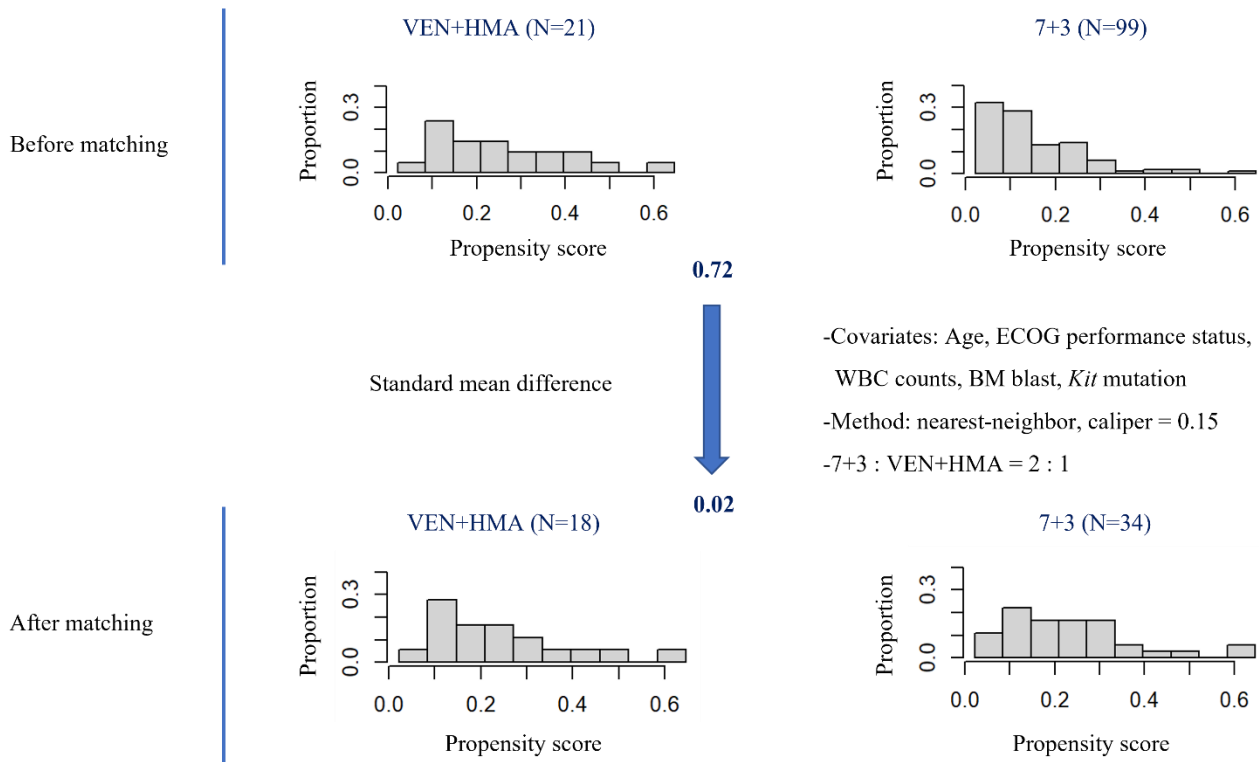 VEN+HMA (N=21)
7+3 (N=99)
Before matching
Proportion
0.3
0.0
0.0 0.2 0.4 0.6
Propensity score
Proportion
0.3
0.0
0.0 0.2 0.4 0.6
Propensity score
0.72
Standard mean difference
-Covariates: Age, ECOG performance status,
WBC counts, BM blast, Kit mutation
-Method: nearest-neighbor, caliper = 0.15
-7+3 : VEN+HMA = 2 : 1
0.02
VEN+HMA (N=18)
7+3 (N=34)
After matching
Proportion
0.3
0.0
0.0 0.2 0.4 0.6
Propensity score
Proportion
0.3
0.0
0.0 0.2 0.4 0.6
Propensity score